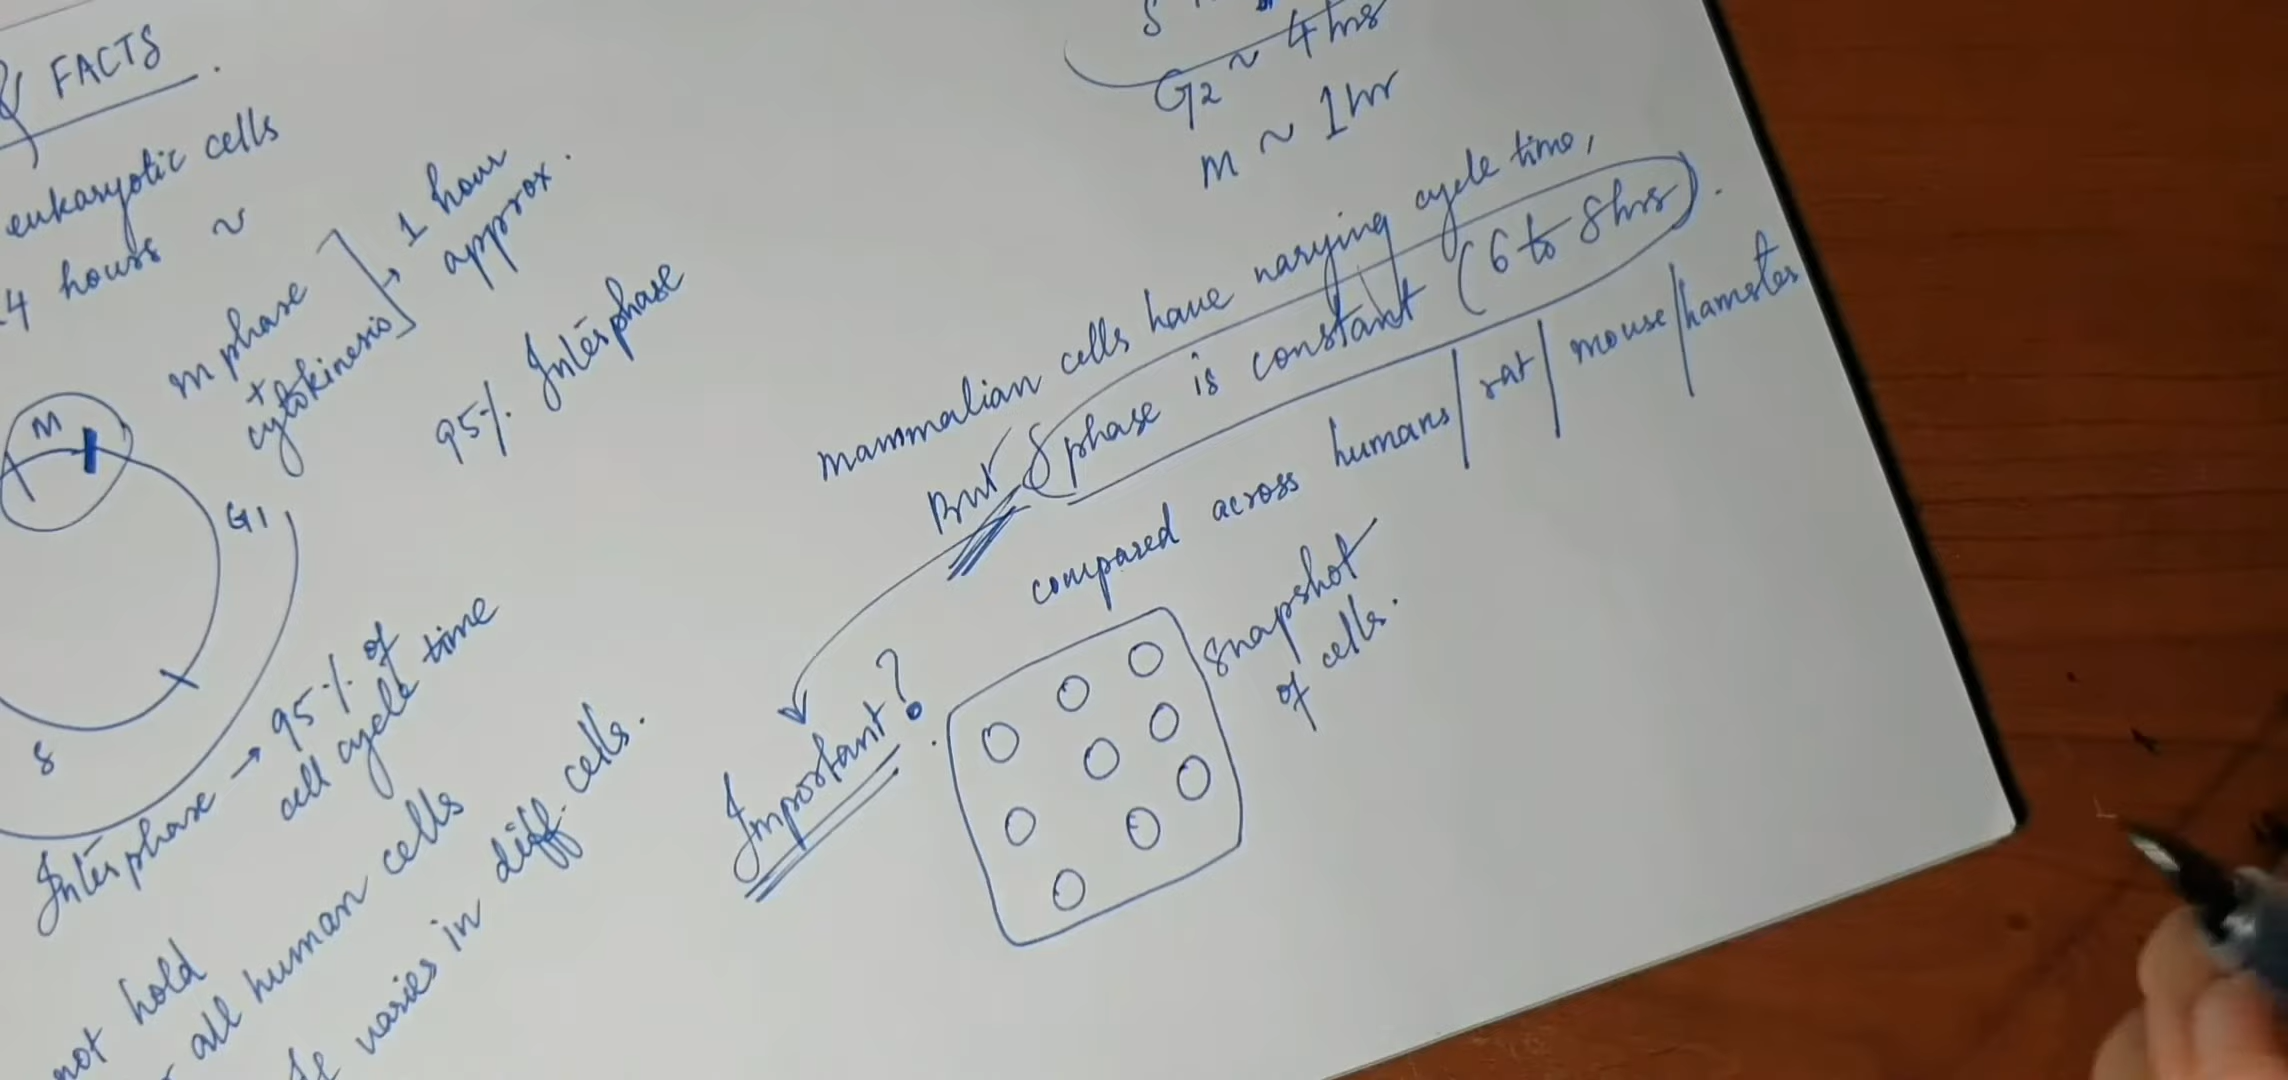 & FACTS
eukaryotic cells
4 hours ~
M phase
+
cytokinesis
1 hour
approx.
95% Interphase
M
G1
S
Interphase → 95% of
cell cycle time
not hold
all human cells
varies in diff. cells.
S
G2 ~ 4 hrs
M ~ 1 hr
mammalian cells have varying cycle time,
But S phase is constant (6 to 8 hrs).
compared across humans/rat/mouse/hamster
Important?
snapshot
of cells.